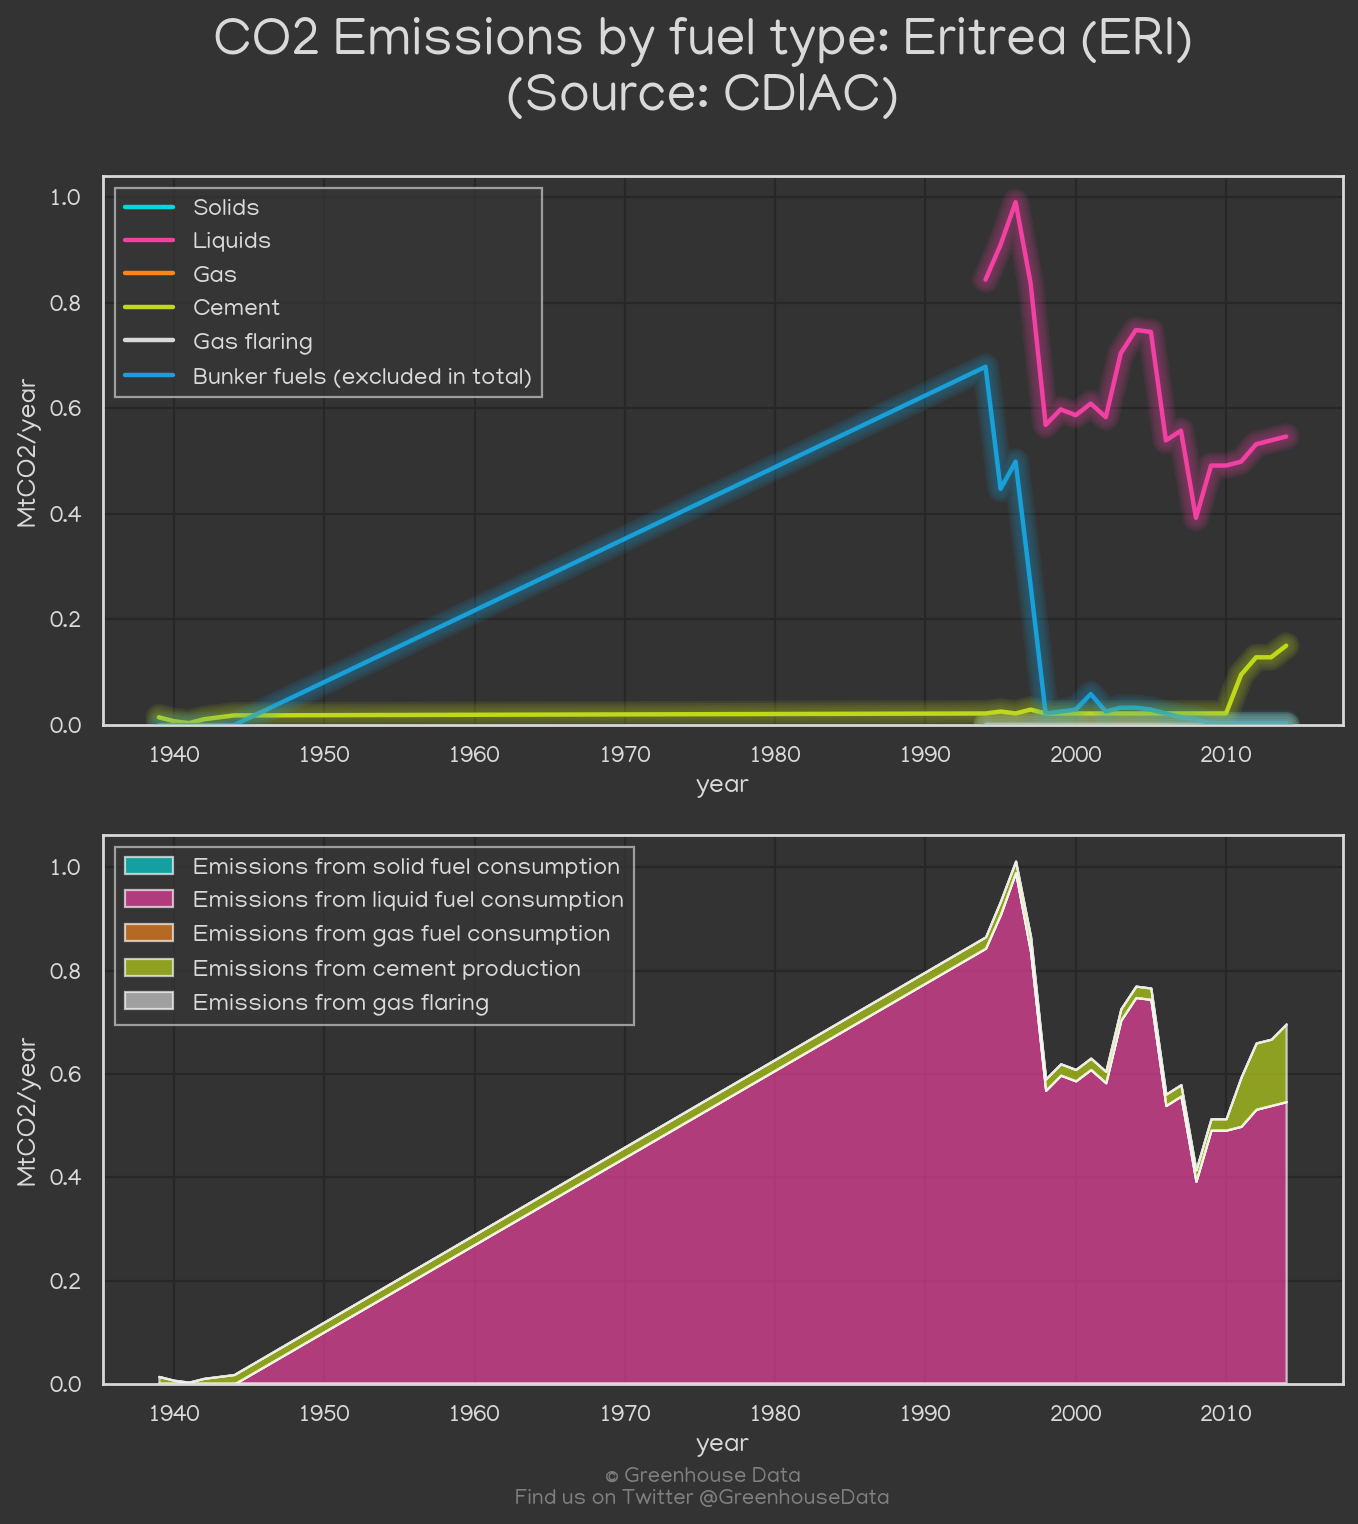 CO2 Emissions by fuel type: Eritrea (ERI)
(Source: CDIAC)
Solids
Liquids
Gas
Cement
Gas flaring
Bunker fuels (excluded in total)
MtCO2/year
1.0
0.8
0.6
0.4
0.2
0.0
1940 1950 1960 1970 1980 1990 2000 2010
year
Emissions from solid fuel consumption
Emissions from liquid fuel consumption
Emissions from gas fuel consumption
Emissions from cement production
Emissions from gas flaring
MtCO2/year
1.0
0.8
0.6
0.4
0.2
0.0
1940 1950 1960 1970 1980 1990 2000 2010
year
© Greenhouse Data
Find us on Twitter @GreenhouseData